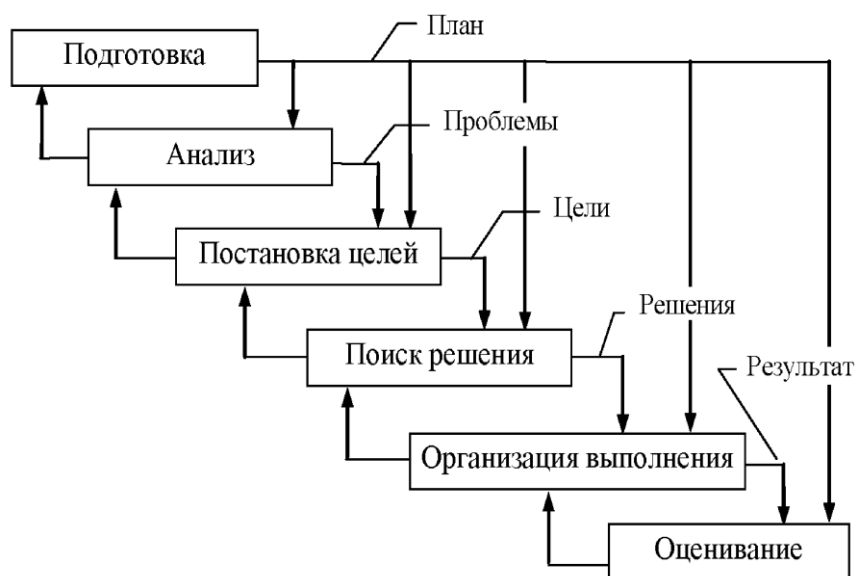 План
Подготовка
Проблемы
Анализ
Цели
Постановка целей
Решения
Поиск решения
Результат
Организация выполнения
Оценивание